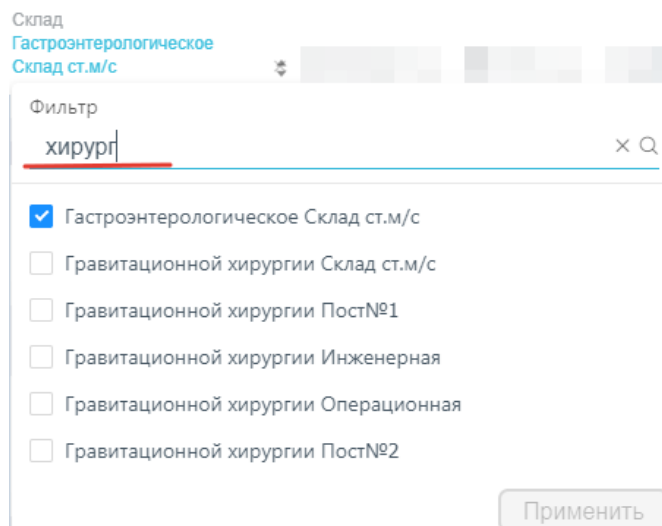 Склад
Гастроэнтерологическое
Склад ст.м/с
Фильтр
хирург
Гастроэнтерологическое Склад ст.м/с
Гравитационной хирургии Склад ст.м/с
Гравитационной хирургии Пост№1
Гравитационной хирургии Инженерная
Гравитационной хирургии Операционная
Гравитационной хирургии Пост№2
Применить